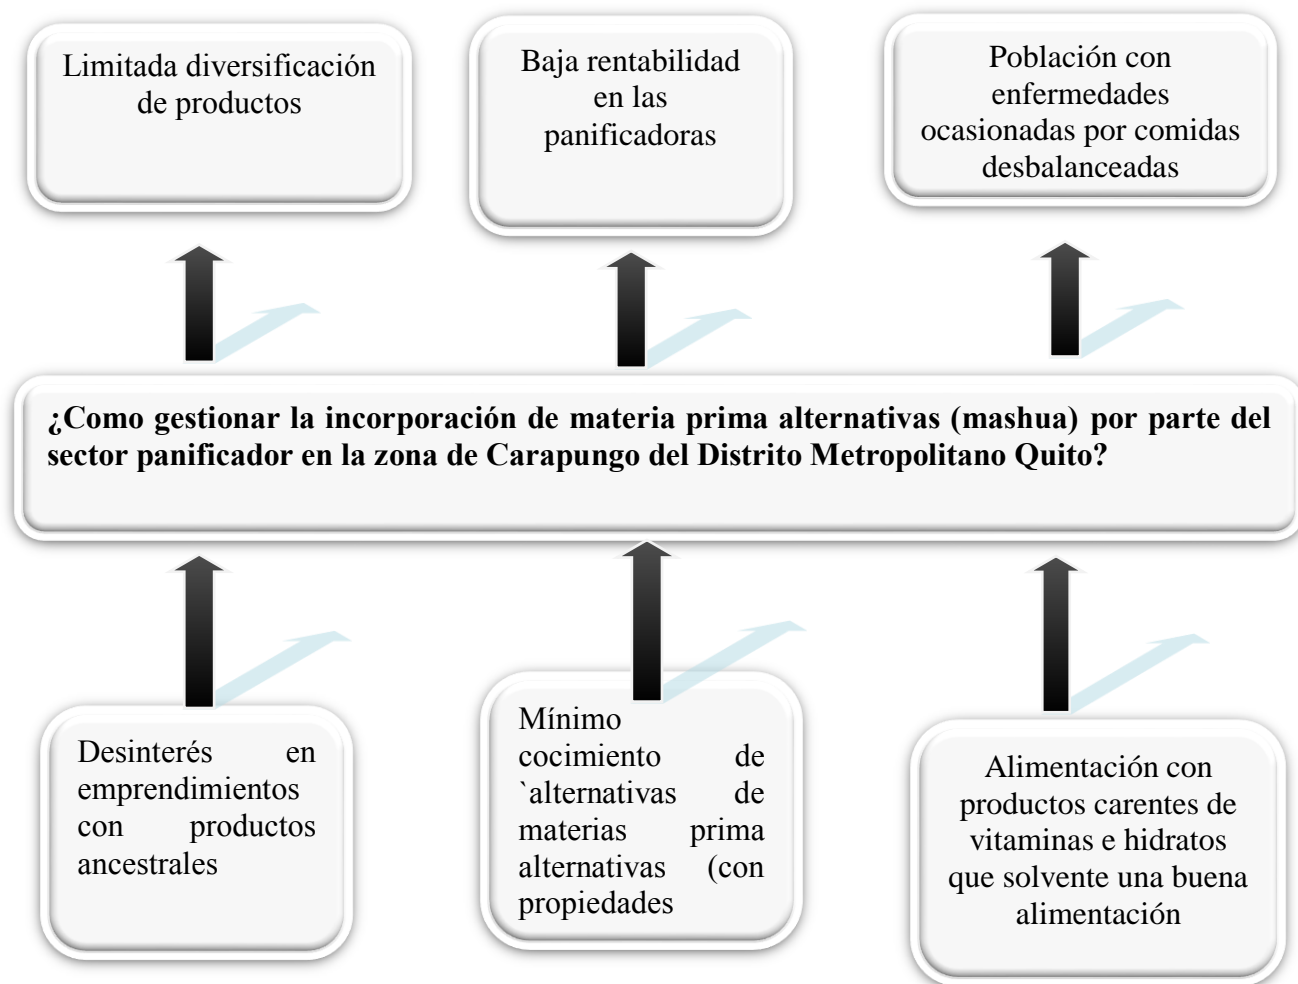 Limitada diversificación
de productos
Baja rentabilidad
en las
panificadoras
Población con
enfermedades
ocasionadas por comidas
desbalanceadas
¿Como gestionar la incorporación de materia prima alternativas (mashua) por parte del
sector panificador en la zona de Carapungo del Distrito Metropolitano Quito?
Desinterés en
emprendimientos
con productos
ancestrales
Mínimo
cocimiento de
`alternativas de
materias prima
alternativas (con
propiedades
Alimentación con
productos carentes de
vitaminas e hidratos
que solvente una buena
alimentación